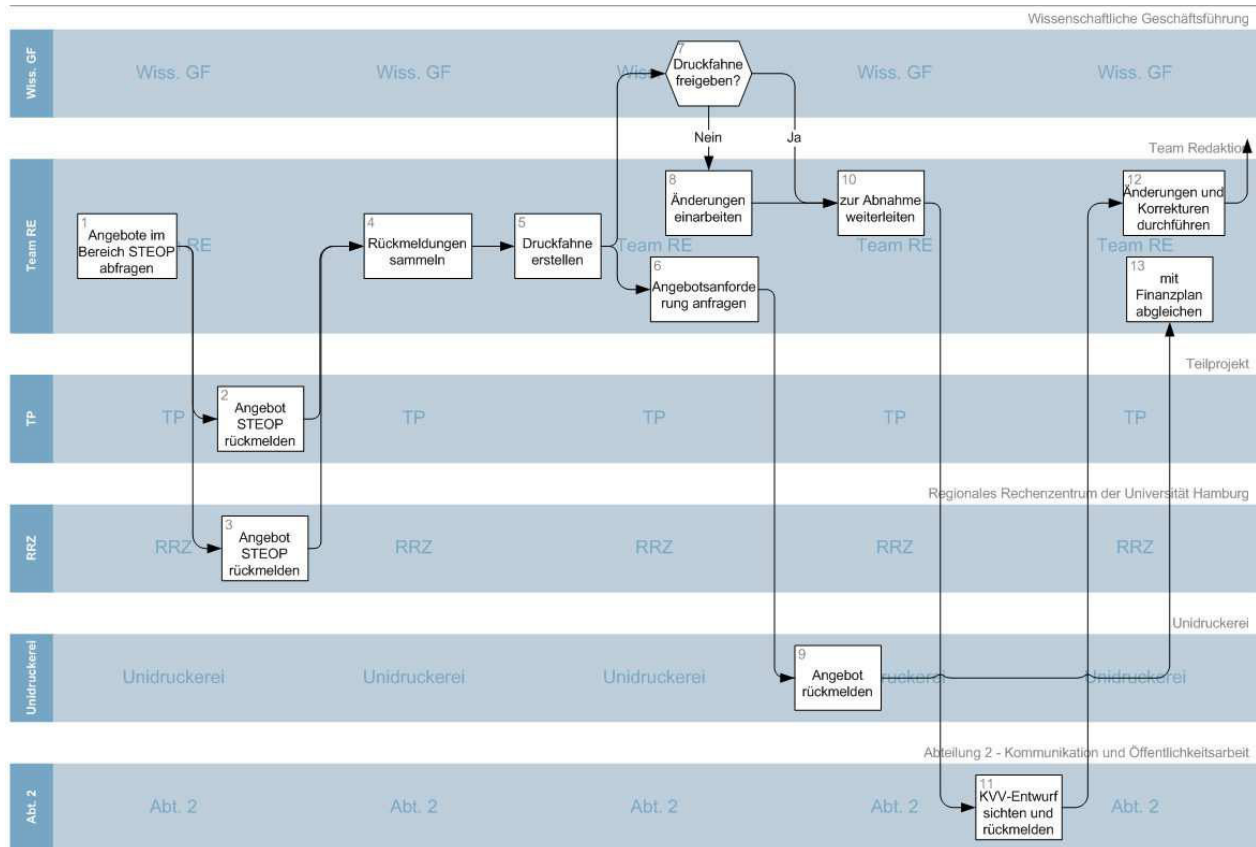 Wissenschaftliche Geschäftsführung
Wiss. GF
Wiss. GF
Wiss. GF
Wiss. GF
Wiss. GF
7
Druckfahne
freigeben?
Nein
Ja
Team Redaktion
Team RE
1
Angebote im
Bereich STEOP
abfragen
RE
4
Rückmeldungen
sammeln
5
Druckfahne
erstellen
8
Änderungen
einarbeiten
Team RE
6
Angebotsanforde
rung anfragen
10
zur Abnahme
weiterleiten
Team RE
12
Änderungen und
Korrekturen
durchführen
Team RE
13
mit
Finanzplan
abgleichen
Teilprojekt
TP
TP
2
Angebot
STEOP
rückmelden
TP
TP
TP
TP
Regionales Rechenzentrum der Universität Hamburg
RRZ
RRZ
3
Angebot
STEOP
rückmelden
RRZ
RRZ
RRZ
RRZ
Unidruckerei
Unidruckerei
Unidruckerei
Unidruckerei
Unidruckerei
9
Angebot
rückmelden
druckerei
Unidruckerei
Abteilung 2 - Kommunikation und Öffentlichkeitsarbeit
Abt. 2
Abt. 2
Abt. 2
Abt. 2
Abt. 2
11
KVV-Entwurf
sichten und
rückmelden
Abt. 2